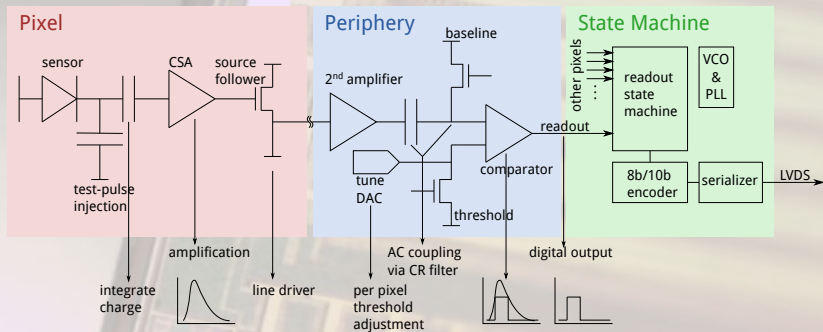 Pixel
Periphery
State Machine
sensor
CSA
source
follower
test-pulse
injection
baseline
2nd amplifier
tune
DAC
comparator
threshold
readout
other pixels
...
readout
state
machine
VCO
&
PLL
8b/10b
encoder
serializer
LVDS
amplification
integrate
charge
line driver
AC coupling
via CR filter
per pixel
threshold
adjustment
digital output